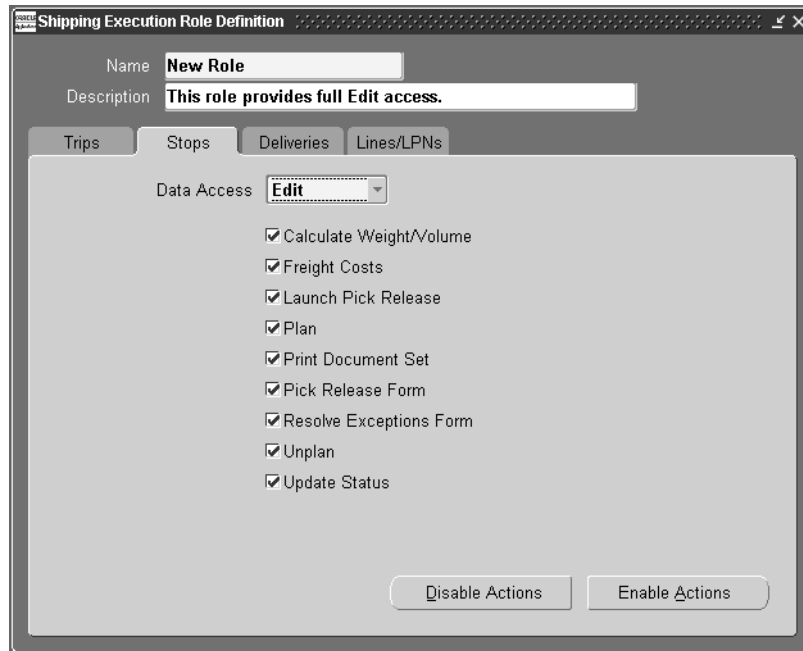 ORACLE
Shipping Execution Role Definition
Name New Role
Description This role provides full Edit access.
Trips Stops Deliveries Lines/LPNs
Data Access Edit
Calculate Weight/Volume
Freight Costs
Launch Pick Release
Plan
Print Document Set
Pick Release Form
Resolve Exceptions Form
Unplan
Update Status
Disable Actions Enable Actions